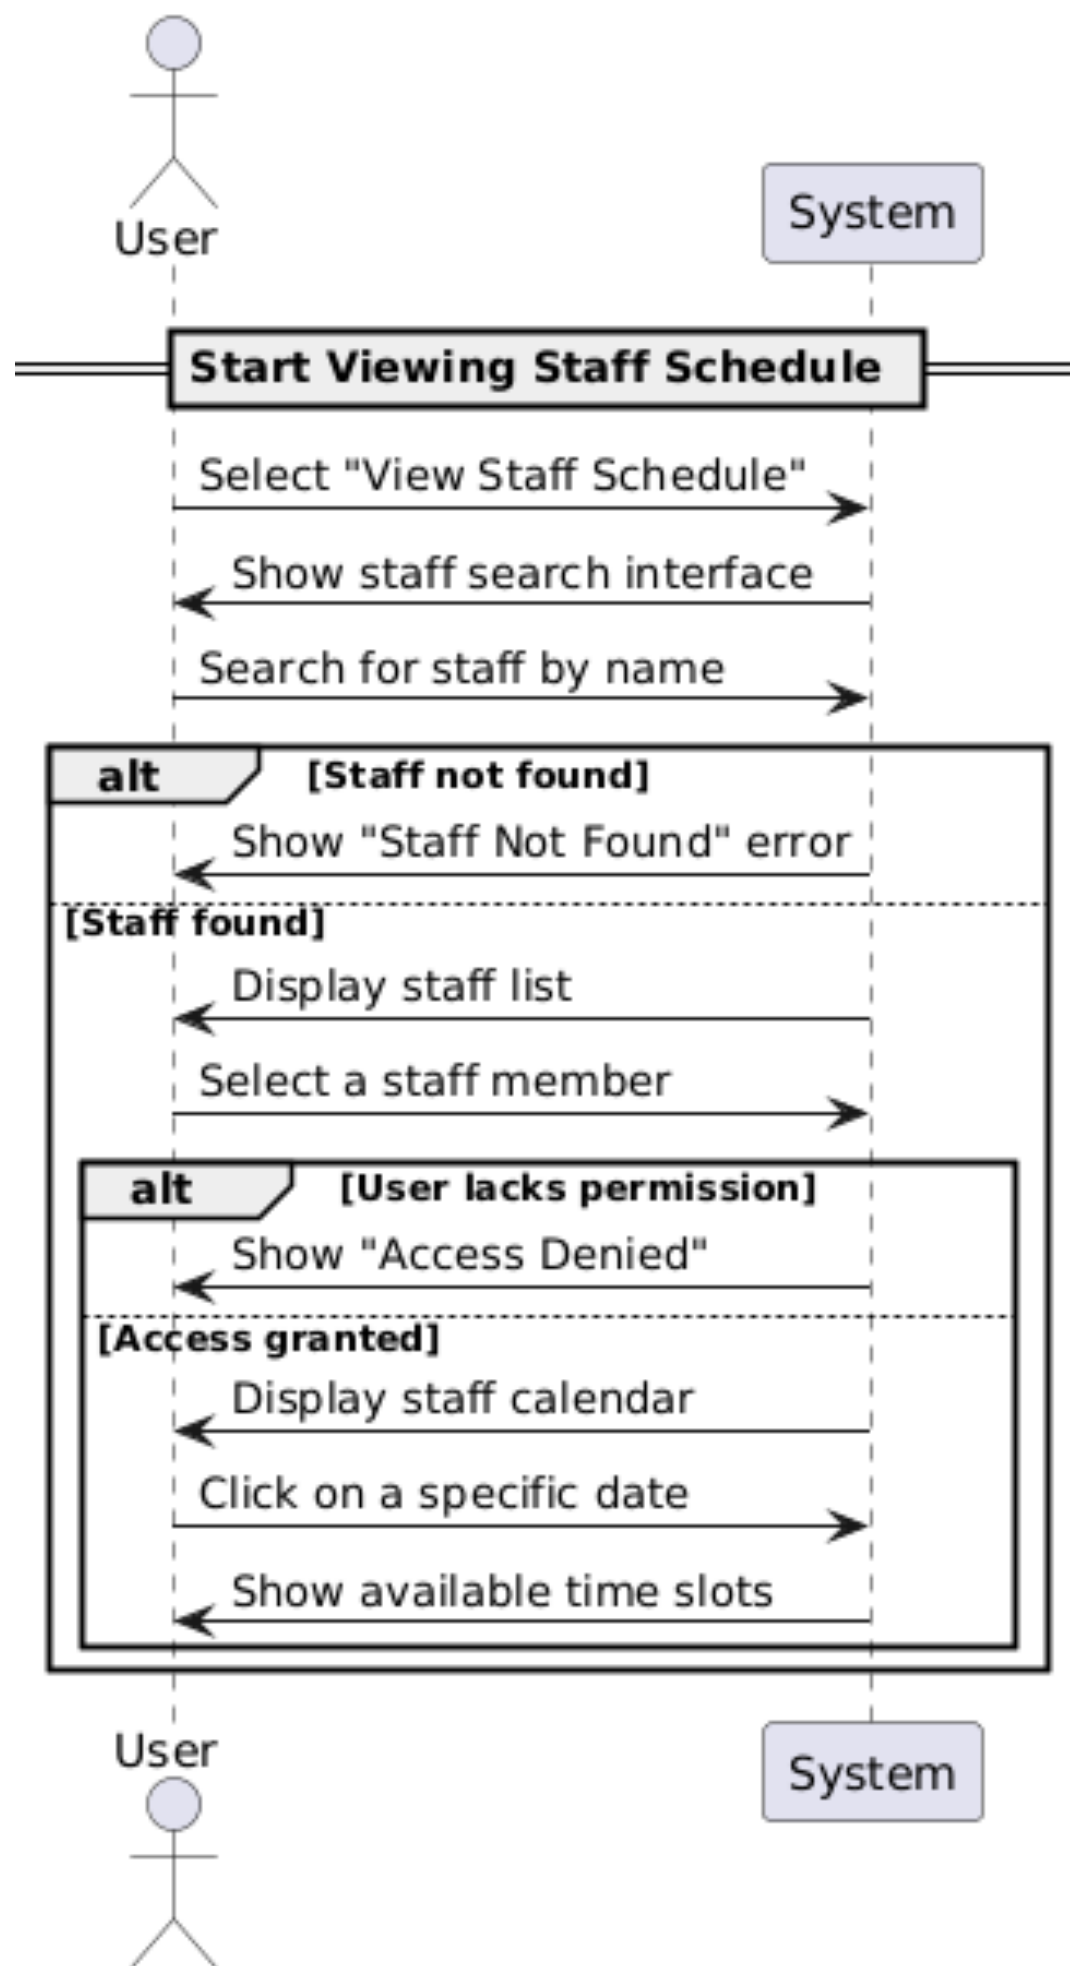 User
System
Start Viewing Staff Schedule
Select "View Staff Schedule"
Show staff search interface
Search for staff by name
alt [Staff not found]
Show "Staff Not Found" error
[Staff found]
Display staff list
Select a staff member
alt [User lacks permission]
Show "Access Denied"
[Access granted]
Display staff calendar
Click on a specific date
Show available time slots
User
System